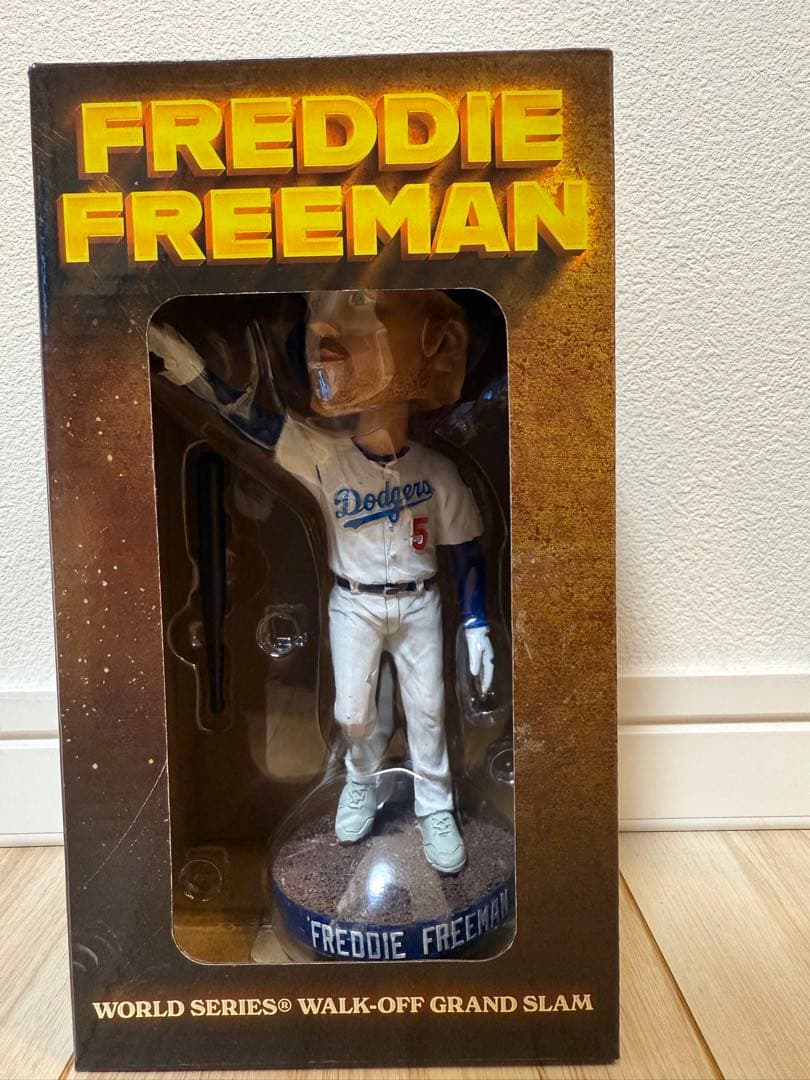 FREDDIE
FREEMAN
Dodgers
5
FREDDIE FREEMAN
WORLD SERIES® WALK-OFF GRAND SLAM